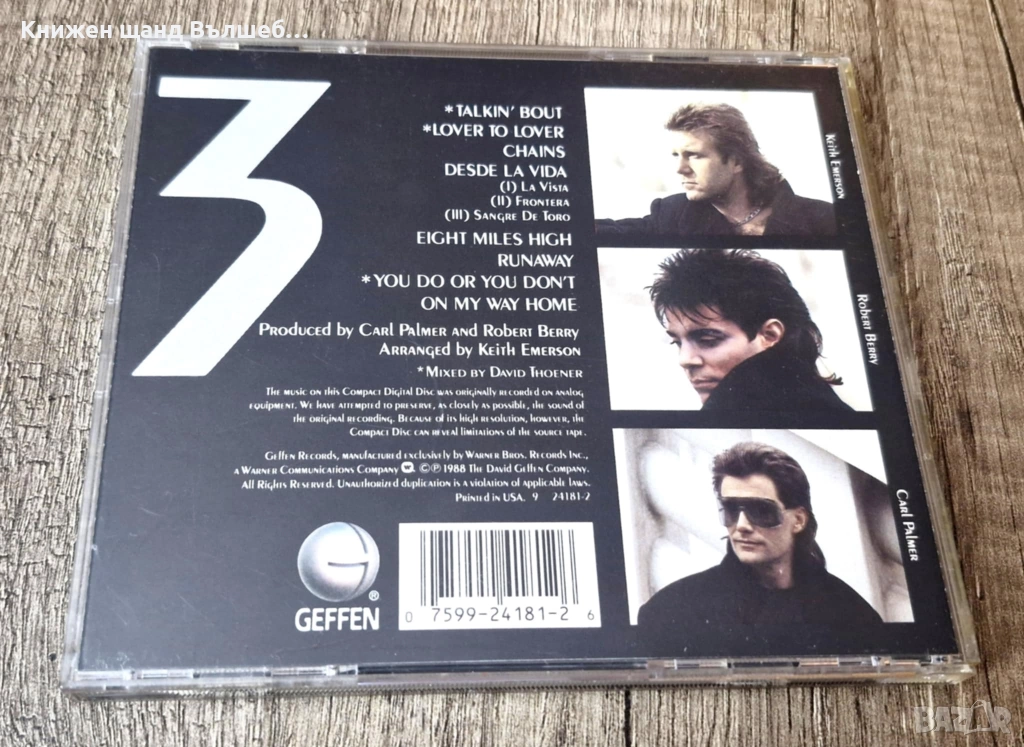 Книжен щанд Вълшеб...
3
*TALKIN' BOUT
*LOVER TO LOVER
CHAINS
DESDE LA VIDA
(I) LA VISTA
(II) FRONTERA
(III) SANGRE DE TORO
EIGHT MILES HIGH
RUNAWAY
*YOU DO OR YOU DON'T
ON MY WAY HOME
PRODUCED BY CARL PALMER AND ROBERT BERRY
ARRANGED BY KEITH EMERSON
*MIXED BY DAVID THOENER
THE MUSIC ON THIS COMPACT DIGITAL DISC WAS ORIGINALLY RECORDED ON ANALOG
EQUIPMENT. WE HAVE ATTEMPTED TO PRESERVE, AS CLOSELY AS POSSIBLE, THE SOUND OF
THE ORIGINAL RECORDING. BECAUSE OF ITS HIGH RESOLUTION, HOWEVER, THE
COMPACT DISC CAN REVEAL LIMITATIONS OF THE SOURCE TAPE.
GEFFEN RECORDS, MANUFACTURED EXCLUSIVELY BY WARNER BROS. RECORDS INC.,
A WARNER COMMUNICATIONS COMPANY ©℗ 1988 THE DAVID GEFFEN COMPANY.
ALL RIGHTS RESERVED. UNAUTHORIZED DUPLICATION IS A VIOLATION OF APPLICABLE LAWS.
PRINTED IN USA. 9 24181-2
KEITH EMERSON
ROBERT BERRY
CARL PALMER
GEFFEN®
0 7599-24181-2 6
BAZAR